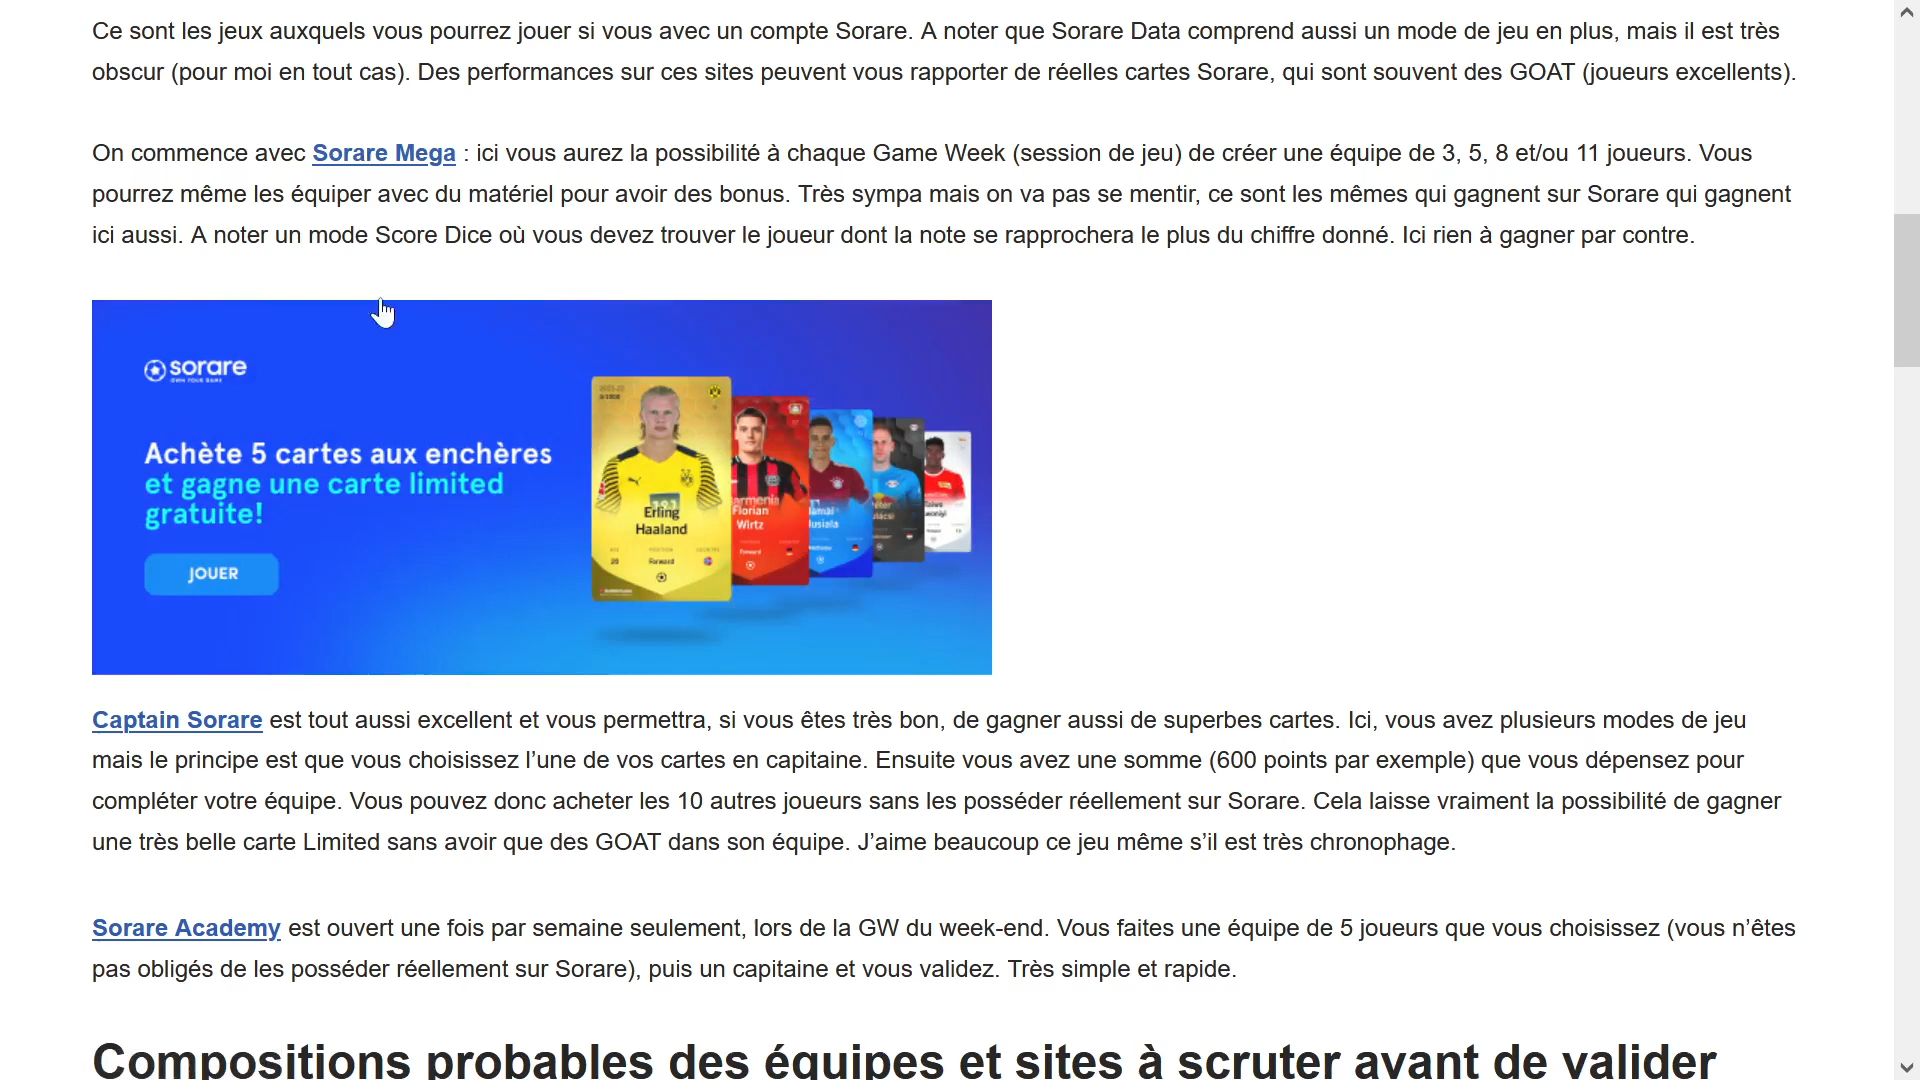 Ce sont les jeux auxquels vous pourrez jouer si vous avec un compte Sorare. A noter que Sorare Data comprend aussi un mode de jeu en plus, mais il est très
obscur (pour moi en tout cas). Des performances sur ces sites peuvent vous rapporter de réelles cartes Sorare, qui sont souvent des GOAT (joueurs excellents).
On commence avec Sorare Mega : ici vous aurez la possibilité à chaque Game Week (session de jeu) de créer une équipe de 3, 5, 8 et/ou 11 joueurs. Vous
pourrez même les équiper avec du matériel pour avoir des bonus. Très sympa mais on va pas se mentir, ce sont les mêmes qui gagnent sur Sorare qui gagnent
ici aussi. A noter un mode Score Dice où vous devez trouver le joueur dont la note se rapprochera le plus du chiffre donné. Ici rien à gagner par contre.
sorare
OWN YOUR GAME
Achète 5 cartes aux enchères
et gagne une carte limited
gratuite!
JOUER
Erling
Haaland
20 Forward
Florian
Wirtz
Forward
Captain Sorare est tout aussi excellent et vous permettra, si vous êtes très bon, de gagner aussi de superbes cartes. Ici, vous avez plusieurs modes de jeu
mais le principe est que vous choisissez l’une de vos cartes en capitaine. Ensuite vous avez une somme (600 points par exemple) que vous dépensez pour
compléter votre équipe. Vous pouvez donc acheter les 10 autres joueurs sans les posséder réellement sur Sorare. Cela laisse vraiment la possibilité de gagner
une très belle carte Limited sans avoir que des GOAT dans son équipe. J’aime beaucoup ce jeu même s’il est très chronophage.
Sorare Academy est ouvert une fois par semaine seulement, lors de la GW du week-end. Vous faites une équipe de 5 joueurs que vous choisissez (vous n’êtes
pas obligés de les posséder réellement sur Sorare), puis un capitaine et vous validez. Très simple et rapide.
Compositions probables des équipes et sites à scruter avant de valider